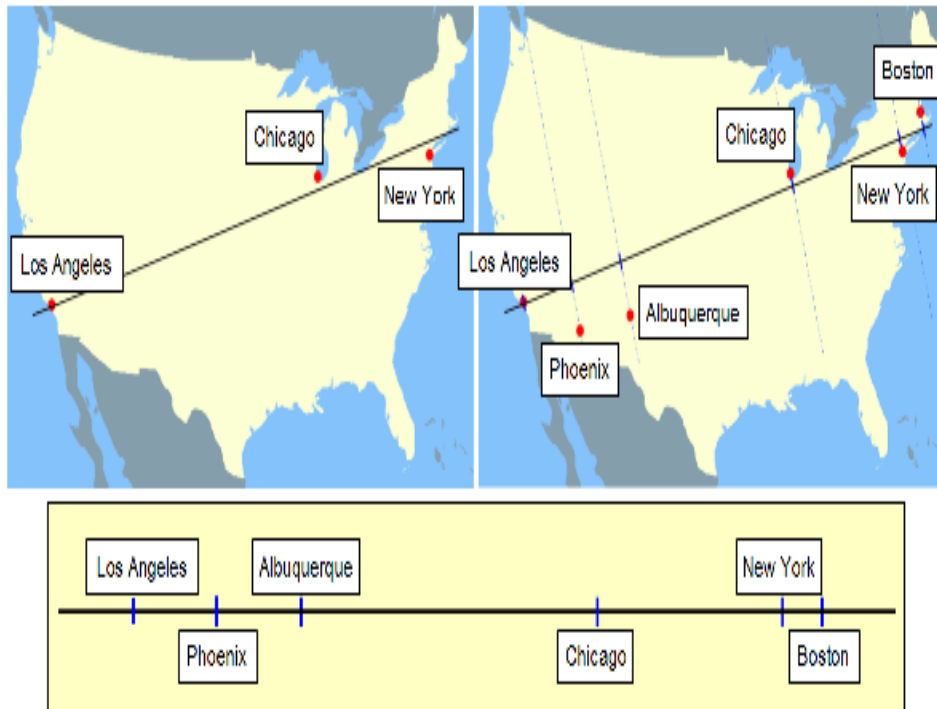 Chicago
New York
Los Angeles
Boston
Chicago
New York
Los Angeles
Albuquerque
Phoenix
Los Angeles
Albuquerque
New York
Phoenix
Chicago
Boston